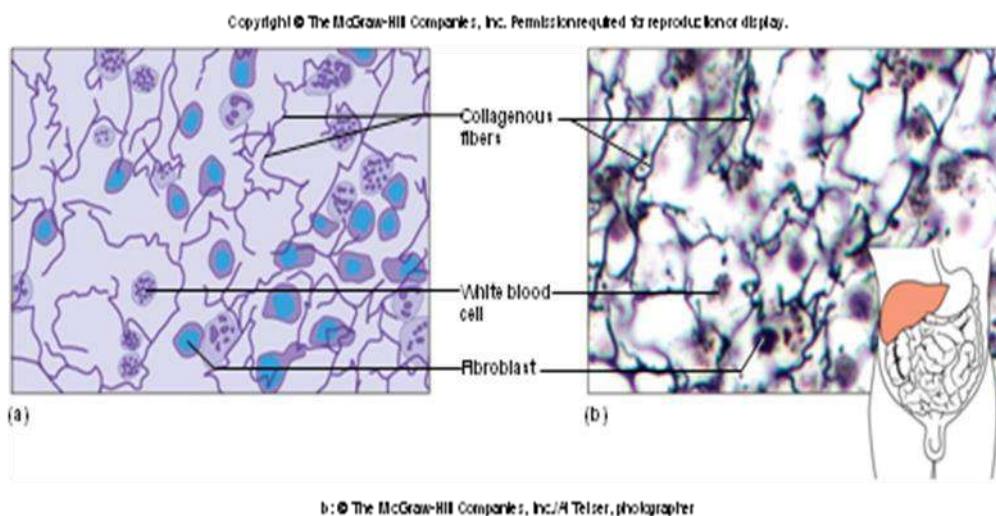 Copyright © The McGraw-Hill Companies, Inc. Permission required for reproduction or display.
Collagenous
fibers
White blood
cell
Fibroblast
(a)
(b)
b: © The McGraw-Hill Companies, Inc./Al Telser, photographer